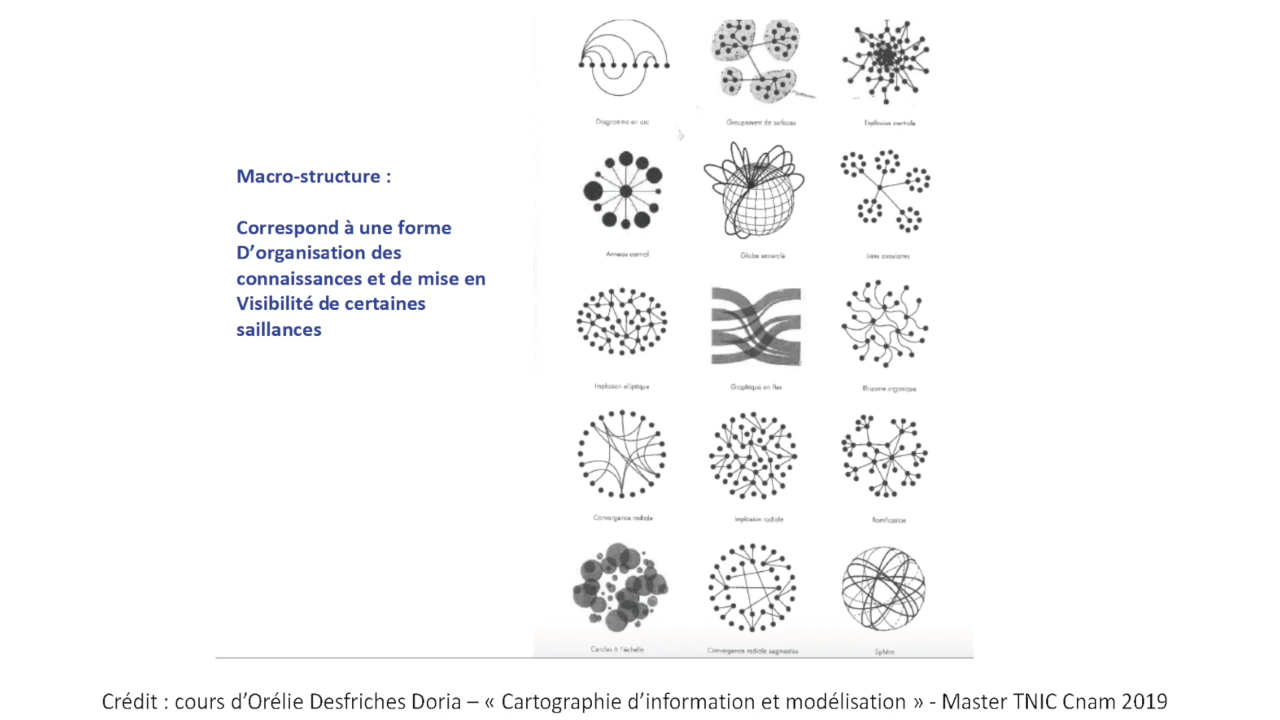 Macro-structure :
Correspond à une forme
D’organisation des
connaissances et de mise en
Visibilité de certaines
saillances
Diagramme en arc
Groupement de surfaces
Explosion centrale
Anneau central
Globe encerclé
Liens circulaires
Implosion elliptique
Graphique en flux
Rhizome organique
Convergence radiale
Implosion radiale
Ramification
Cercles à l'échelle
Convergence radiale segmentée
Sphère
Crédit : cours d’Orélie Desfriches Doria – « Cartographie d’information et modélisation » - Master TNIC Cnam 2019